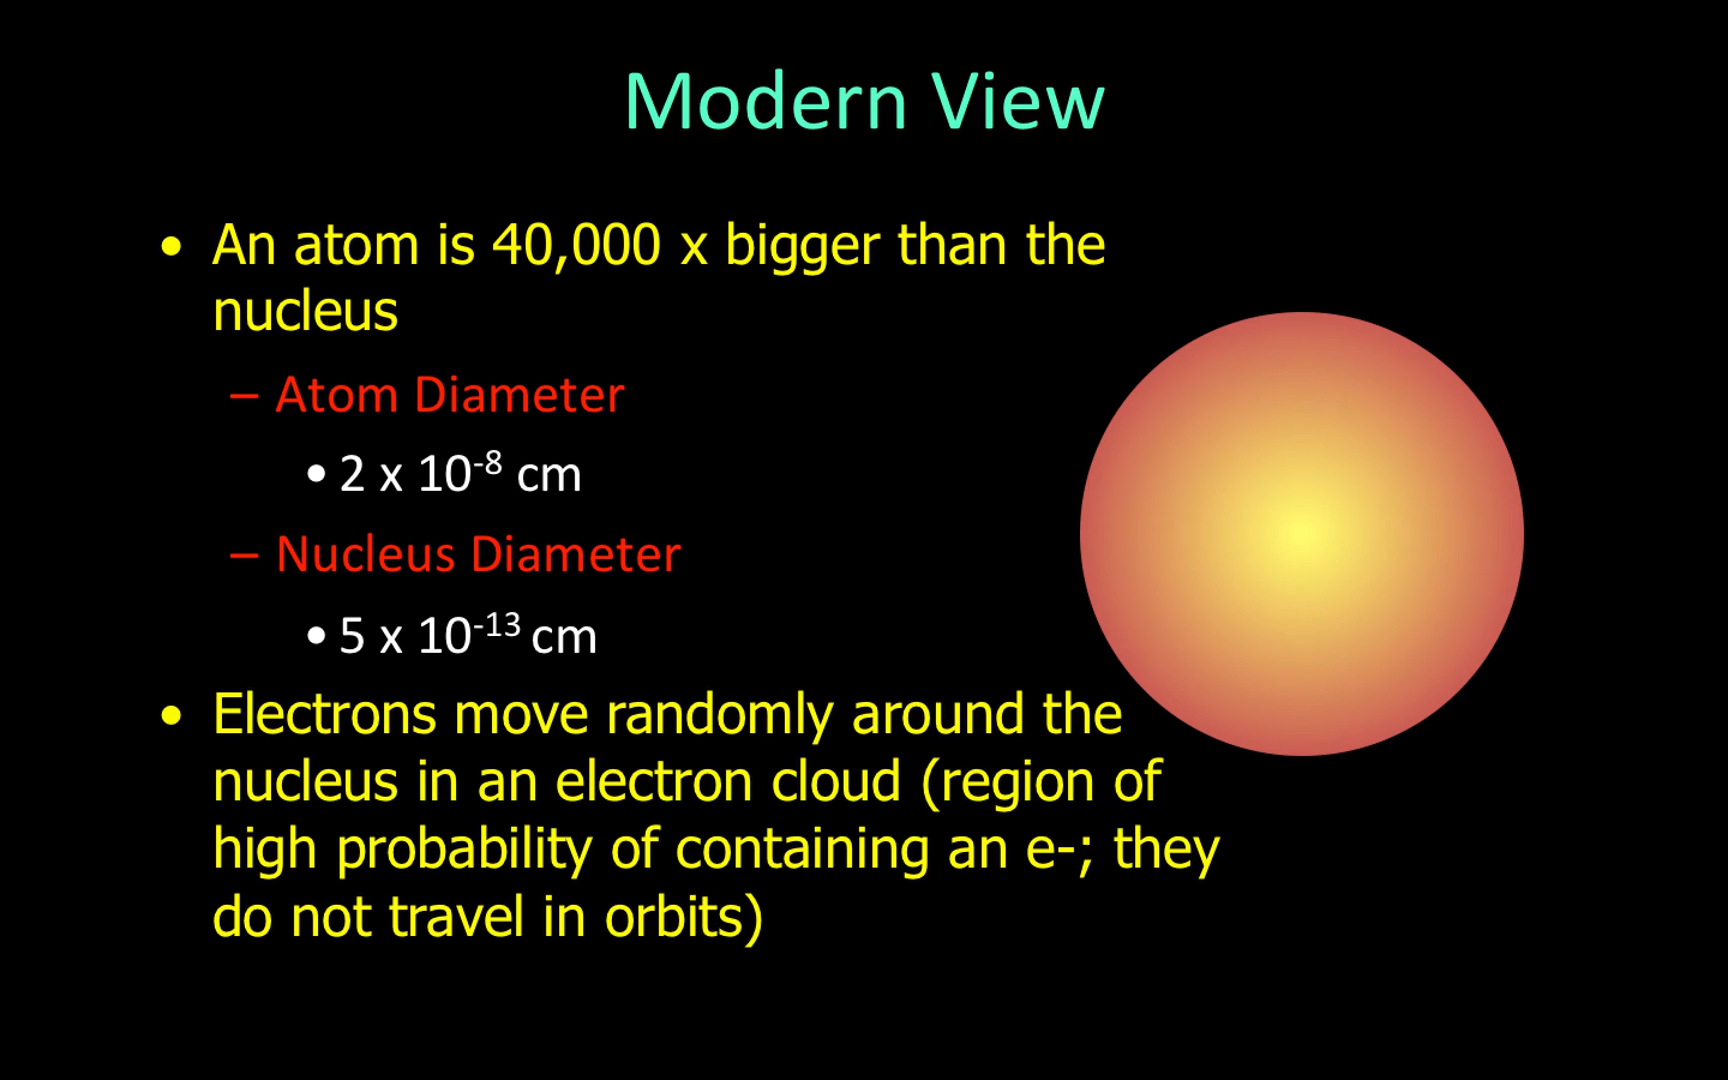 Modern View
• An atom is 40,000 x bigger than the
nucleus
– Atom Diameter
• 2 x 10⁻⁸ cm
– Nucleus Diameter
• 5 x 10⁻¹³ cm
• Electrons move randomly around the
nucleus in an electron cloud (region of
high probability of containing an e-; they
do not travel in orbits)